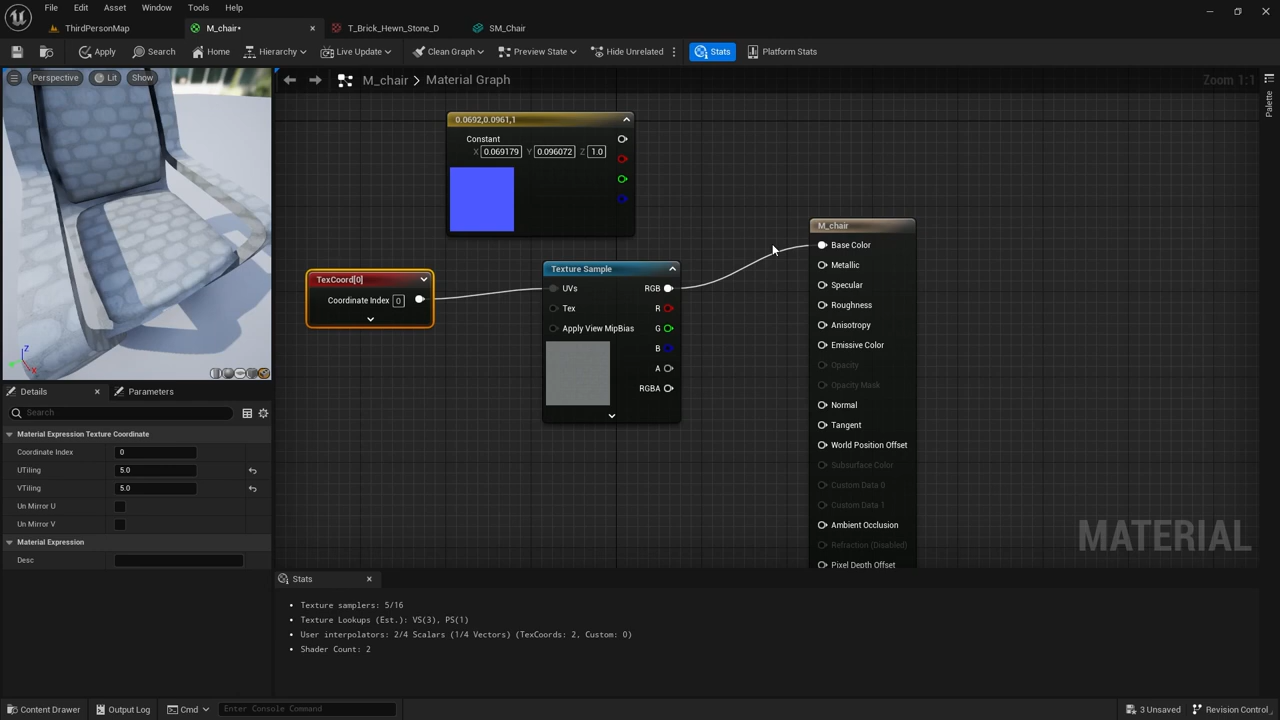 File Edit Asset Window Tools Help
ThirdPersonMap M_chair• T_Brick_Hewn_Stone_D SM_Chair
Apply Search Home Hierarchy Live Update Clean Graph Preview State Hide Unrelated Stats Platform Stats
Perspective Lit Show
M_chair > Material Graph
Zoom 1:1
Palette
0.0692,0.0961,1
Constant
X 0.069179 Y 0.096072 Z 1.0
TexCoord[0]
Coordinate Index 0
Texture Sample
UVs RGB
Tex R
Apply View MipBias G
B
A
RGBA
M_chair
Base Color
Metallic
Specular
Roughness
Anisotropy
Emissive Color
Opacity
Opacity Mask
Normal
Tangent
World Position Offset
Subsurface Color
Custom Data 0
Custom Data 1
Ambient Occlusion
Refraction (Disabled)
Pixel Depth Offset
MATERIAL
Z
X
Details Parameters
Search
Material Expression Texture Coordinate
Coordinate Index 0
UTiling 5.0
VTiling 5.0
Un Mirror U
Un Mirror V
Material Expression
Desc
Stats
• Texture samplers: 5/16
• Texture Lookups (Est.): VS(3), PS(1)
• User interpolators: 2/4 Scalars (1/4 Vectors) (TexCoords: 2, Custom: 0)
• Shader Count: 2
Content Drawer Output Log Cmd Enter Console Command 3 Unsaved Revision Control